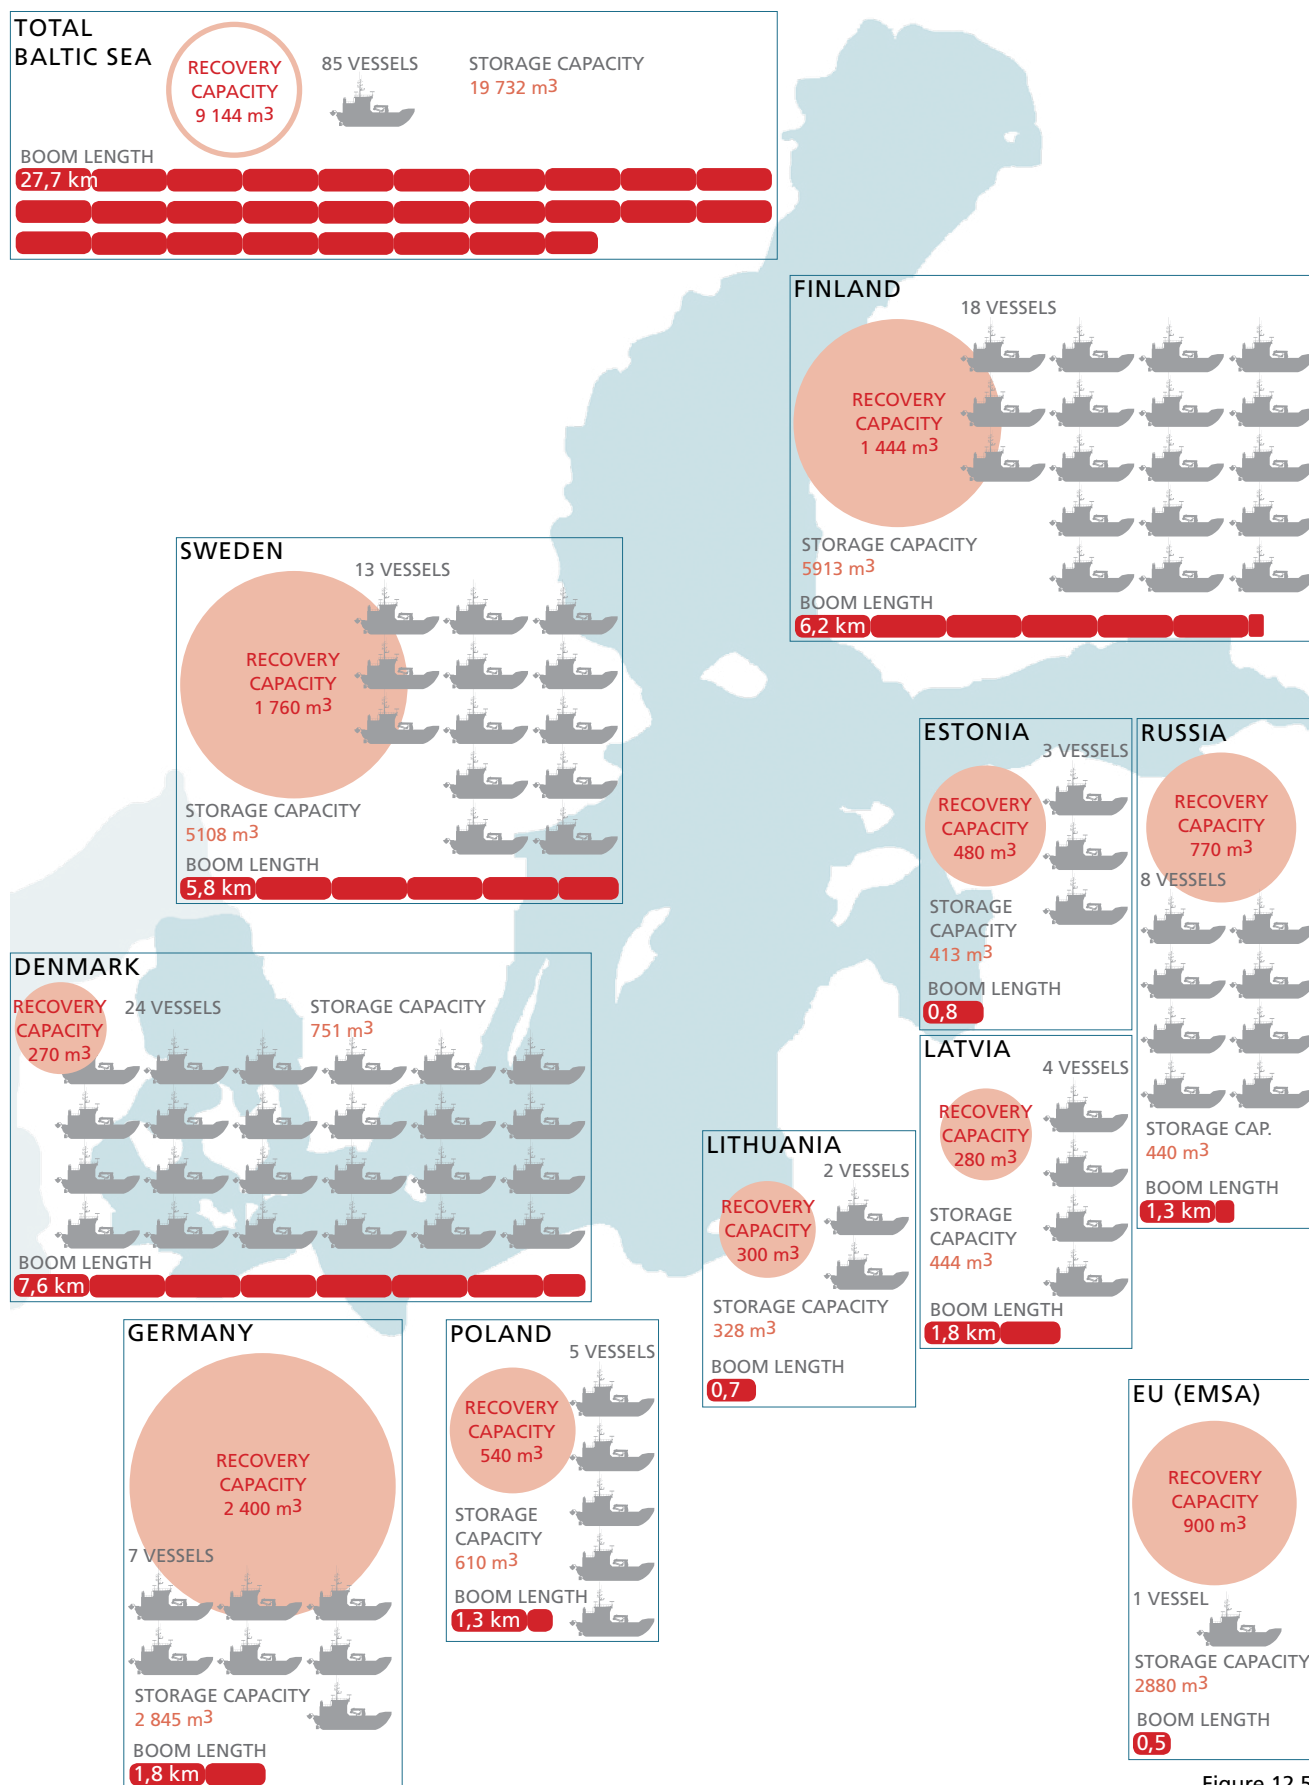 TOTAL
BALTIC SEA
RECOVERY
CAPACITY
9 144 m3
85 VESSELS
STORAGE CAPACITY
19 732 m3
BOOM LENGTH
27,7 km
FINLAND
18 VESSELS
RECOVERY
CAPACITY
1 444 m3
STORAGE CAPACITY
5913 m3
BOOM LENGTH
6,2 km
SWEDEN
13 VESSELS
RECOVERY
CAPACITY
1 760 m3
STORAGE CAPACITY
5108 m3
BOOM LENGTH
5,8 km
ESTONIA
3 VESSELS
RECOVERY
CAPACITY
480 m3
STORAGE
CAPACITY
413 m3
BOOM LENGTH
0,8
RUSSIA
RECOVERY
CAPACITY
770 m3
8 VESSELS
STORAGE CAP.
440 m3
BOOM LENGTH
1,3 km
DENMARK
RECOVERY
CAPACITY
270 m3
24 VESSELS
STORAGE CAPACITY
751 m3
BOOM LENGTH
7,6 km
LATVIA
4 VESSELS
RECOVERY
CAPACITY
280 m3
STORAGE
CAPACITY
444 m3
BOOM LENGTH
1,8 km
LITHUANIA
2 VESSELS
RECOVERY
CAPACITY
300 m3
STORAGE CAPACITY
328 m3
BOOM LENGTH
0,7
GERMANY
RECOVERY
CAPACITY
2 400 m3
7 VESSELS
STORAGE CAPACITY
2 845 m3
BOOM LENGTH
1,8 km
POLAND
5 VESSELS
RECOVERY
CAPACITY
540 m3
STORAGE
CAPACITY
610 m3
BOOM LENGTH
1,3 km
EU (EMSA)
RECOVERY
CAPACITY
900 m3
1 VESSEL
STORAGE CAPACITY
2880 m3
BOOM LENGTH
0,5
Figure 12.5